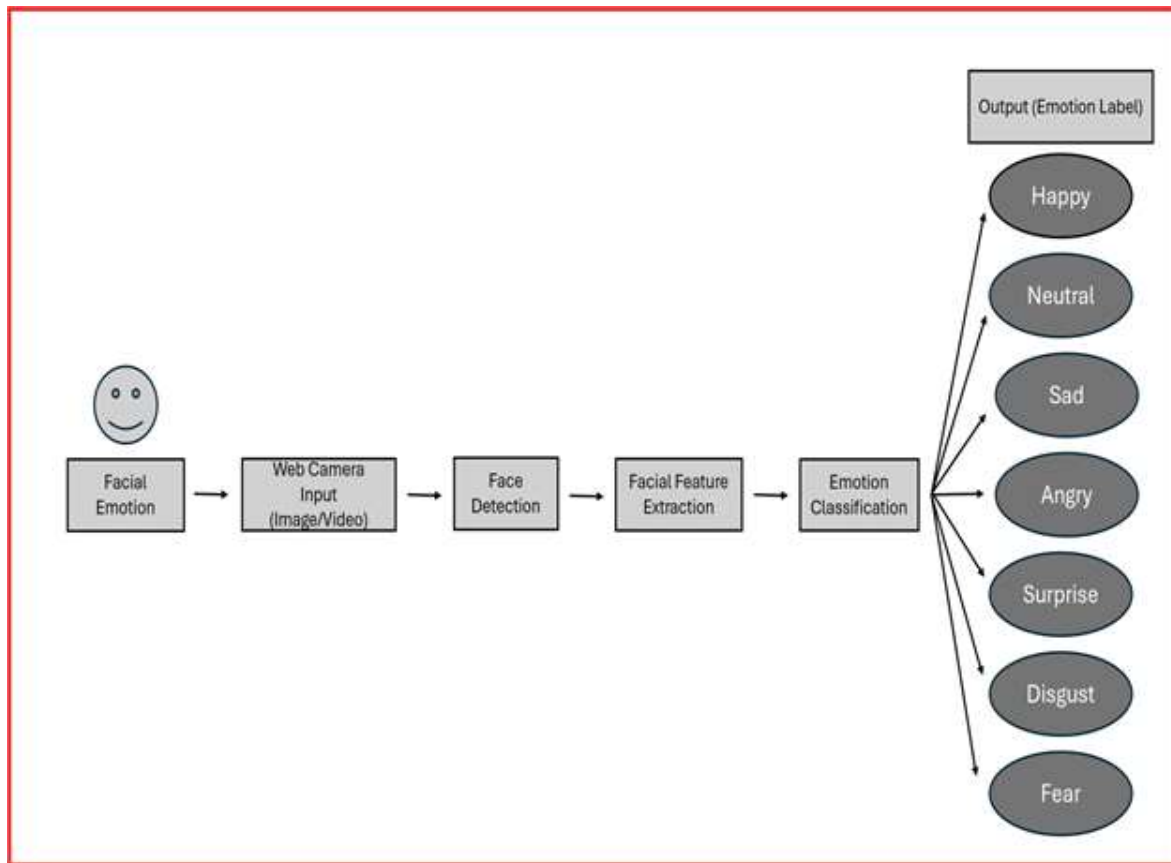 Output (Emotion Label)
Happy
Neutral
Sad
Angry
Surprise
Disgust
Fear
Facial
Emotion
Web Camera
Input
(Image/Video)
Face
Detection
Facial Feature
Extraction
Emotion
Classification